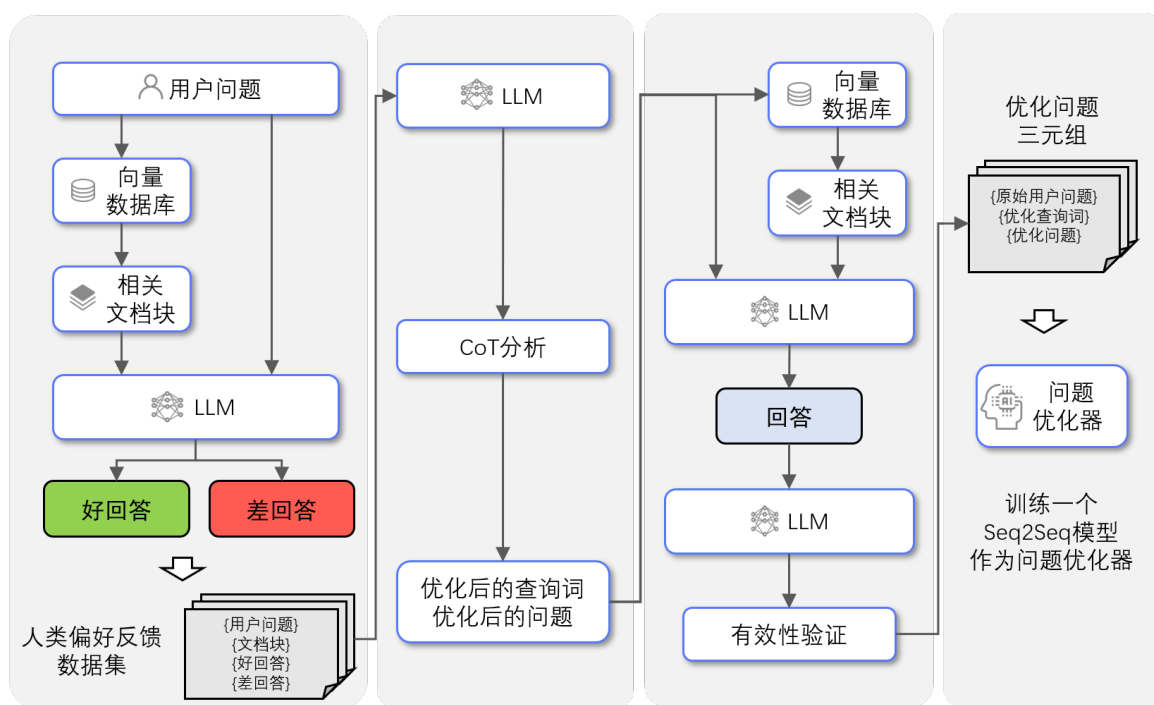 用户问题
向量
数据库
相关
文档块
LLM
好回答
差回答
人类偏好反馈
数据集
{用户问题}
{文档块}
{好回答}
{差回答}
LLM
CoT分析
优化后的查询词
优化后的问题
向量
数据库
相关
文档块
LLM
回答
LLM
有效性验证
优化问题
三元组
{原始用户问题}
{优化查询词}
{优化问题}
AI
问题
优化器
训练一个
Seq2Seq模型
作为问题优化器